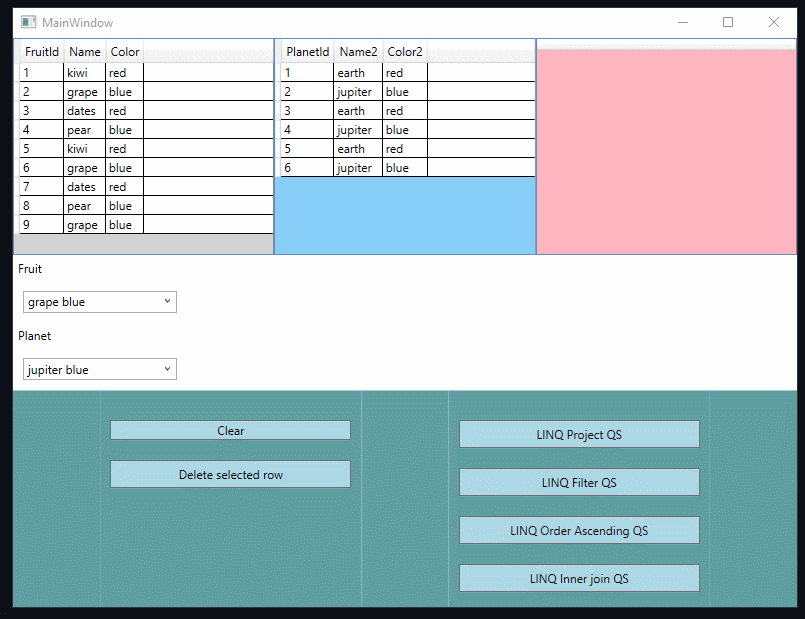 MainWindow
FruitId Name Color
1 kiwi red
2 grape blue
3 dates red
4 pear blue
5 kiwi red
6 grape blue
7 dates red
8 pear blue
9 grape blue
PlanetId Name2 Color2
1 earth red
2 jupiter blue
3 earth red
4 jupiter blue
5 earth red
6 jupiter blue
Fruit
grape blue
Planet
jupiter blue
Clear
Delete selected row
LINQ Project QS
LINQ Filter QS
LINQ Order Ascending QS
LINQ Inner join QS